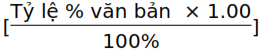 [Tỷ lệ % văn bản × 1.00
100%]